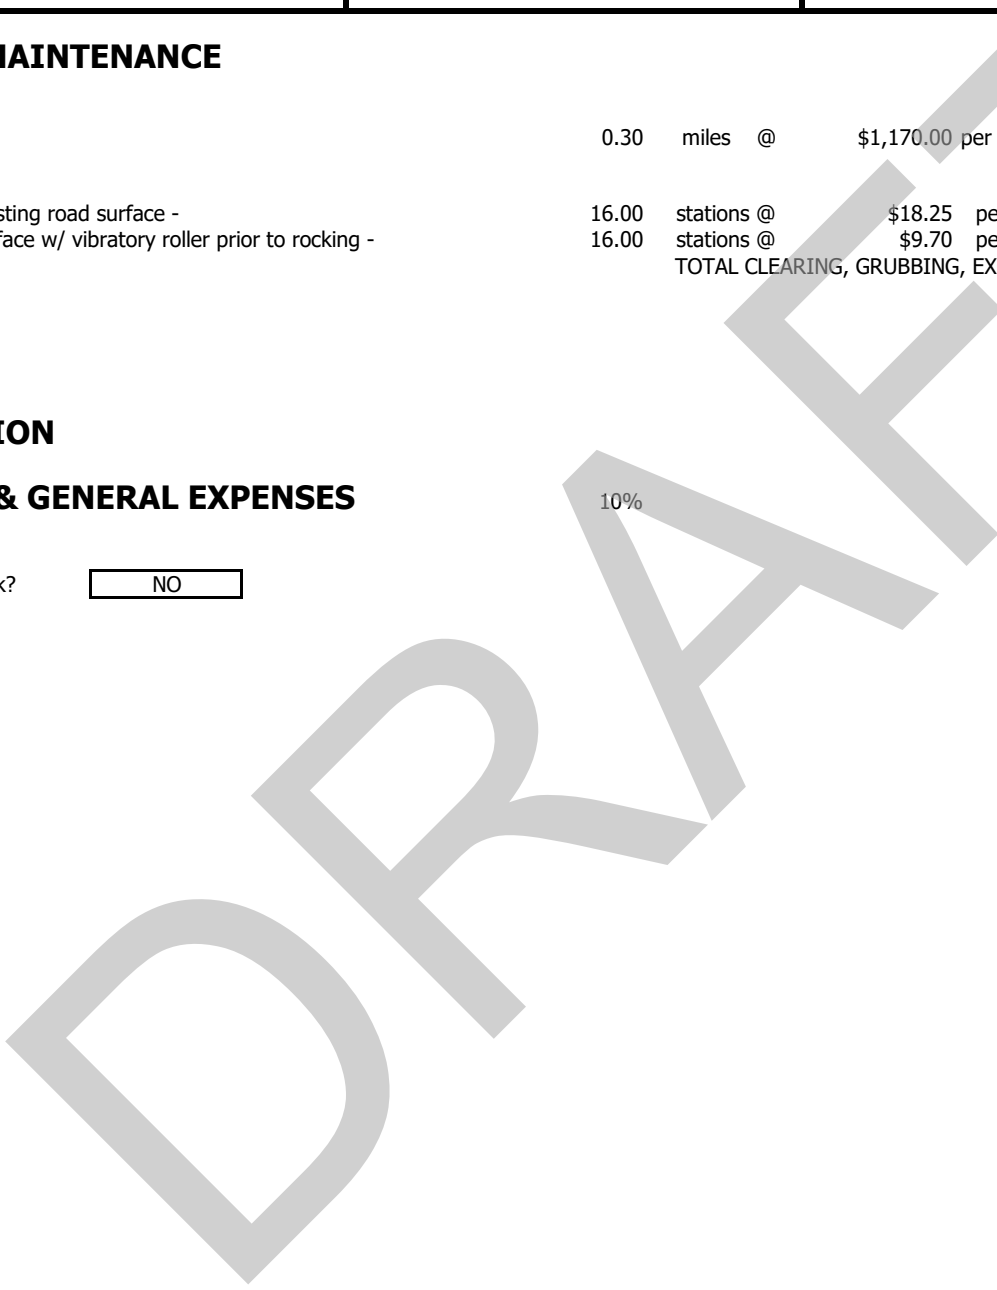 MAINTENANCE
0.30 miles @ $1,170.00 per
sting road surface - 16.00 stations @ $18.25 pe
face w/ vibratory roller prior to rocking - 16.00 stations @ $9.70 pe
TOTAL CLEARING, GRUBBING, EX
ION
& GENERAL EXPENSES 10%
k? NO
DRAFT